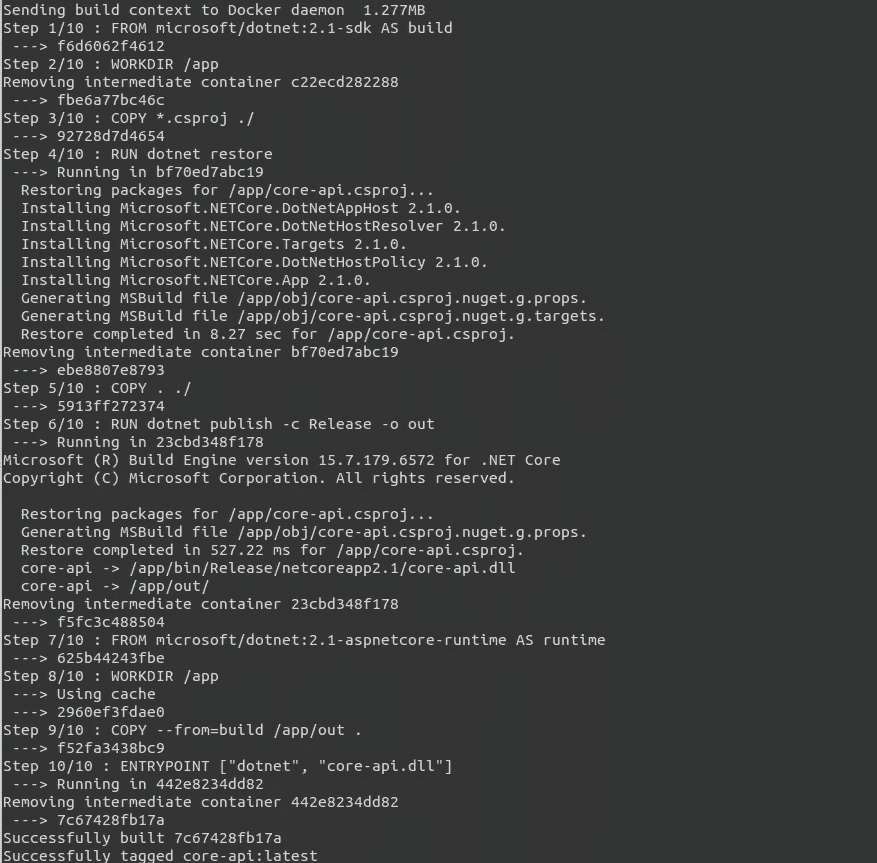 Sending build context to Docker daemon  1.277MB
Step 1/10 : FROM microsoft/dotnet:2.1-sdk AS build
 ---> f6d6062f4612
Step 2/10 : WORKDIR /app
Removing intermediate container c22ecd282288
 ---> fbe6a77bc46c
Step 3/10 : COPY *.csproj ./
 ---> 92728d7d4654
Step 4/10 : RUN dotnet restore
 ---> Running in bf70ed7abc19
  Restoring packages for /app/core-api.csproj...
  Installing Microsoft.NETCore.DotNetAppHost 2.1.0.
  Installing Microsoft.NETCore.DotNetHostResolver 2.1.0.
  Installing Microsoft.NETCore.Targets 2.1.0.
  Installing Microsoft.NETCore.DotNetHostPolicy 2.1.0.
  Installing Microsoft.NETCore.App 2.1.0.
  Generating MSBuild file /app/obj/core-api.csproj.nuget.g.props.
  Generating MSBuild file /app/obj/core-api.csproj.nuget.g.targets.
  Restore completed in 8.27 sec for /app/core-api.csproj.
Removing intermediate container bf70ed7abc19
 ---> ebe8807e8793
Step 5/10 : COPY . ./
 ---> 5913ff272374
Step 6/10 : RUN dotnet publish -c Release -o out
 ---> Running in 23cbd348f178
Microsoft (R) Build Engine version 15.7.179.6572 for .NET Core
Copyright (C) Microsoft Corporation. All rights reserved.

  Restoring packages for /app/core-api.csproj...
  Generating MSBuild file /app/obj/core-api.csproj.nuget.g.props.
  Restore completed in 527.22 ms for /app/core-api.csproj.
  core-api -> /app/bin/Release/netcoreapp2.1/core-api.dll
  core-api -> /app/out/
Removing intermediate container 23cbd348f178
 ---> f5fc3c488504
Step 7/10 : FROM microsoft/dotnet:2.1-aspnetcore-runtime AS runtime
 ---> 625b44243fbe
Step 8/10 : WORKDIR /app
 ---> Using cache
 ---> 2960ef3fdae0
Step 9/10 : COPY --from=build /app/out .
 ---> f52fa3438bc9
Step 10/10 : ENTRYPOINT ["dotnet", "core-api.dll"]
 ---> Running in 442e8234dd82
Removing intermediate container 442e8234dd82
 ---> 7c67428fb17a
Successfully built 7c67428fb17a
Successfully tagged core-api:latest